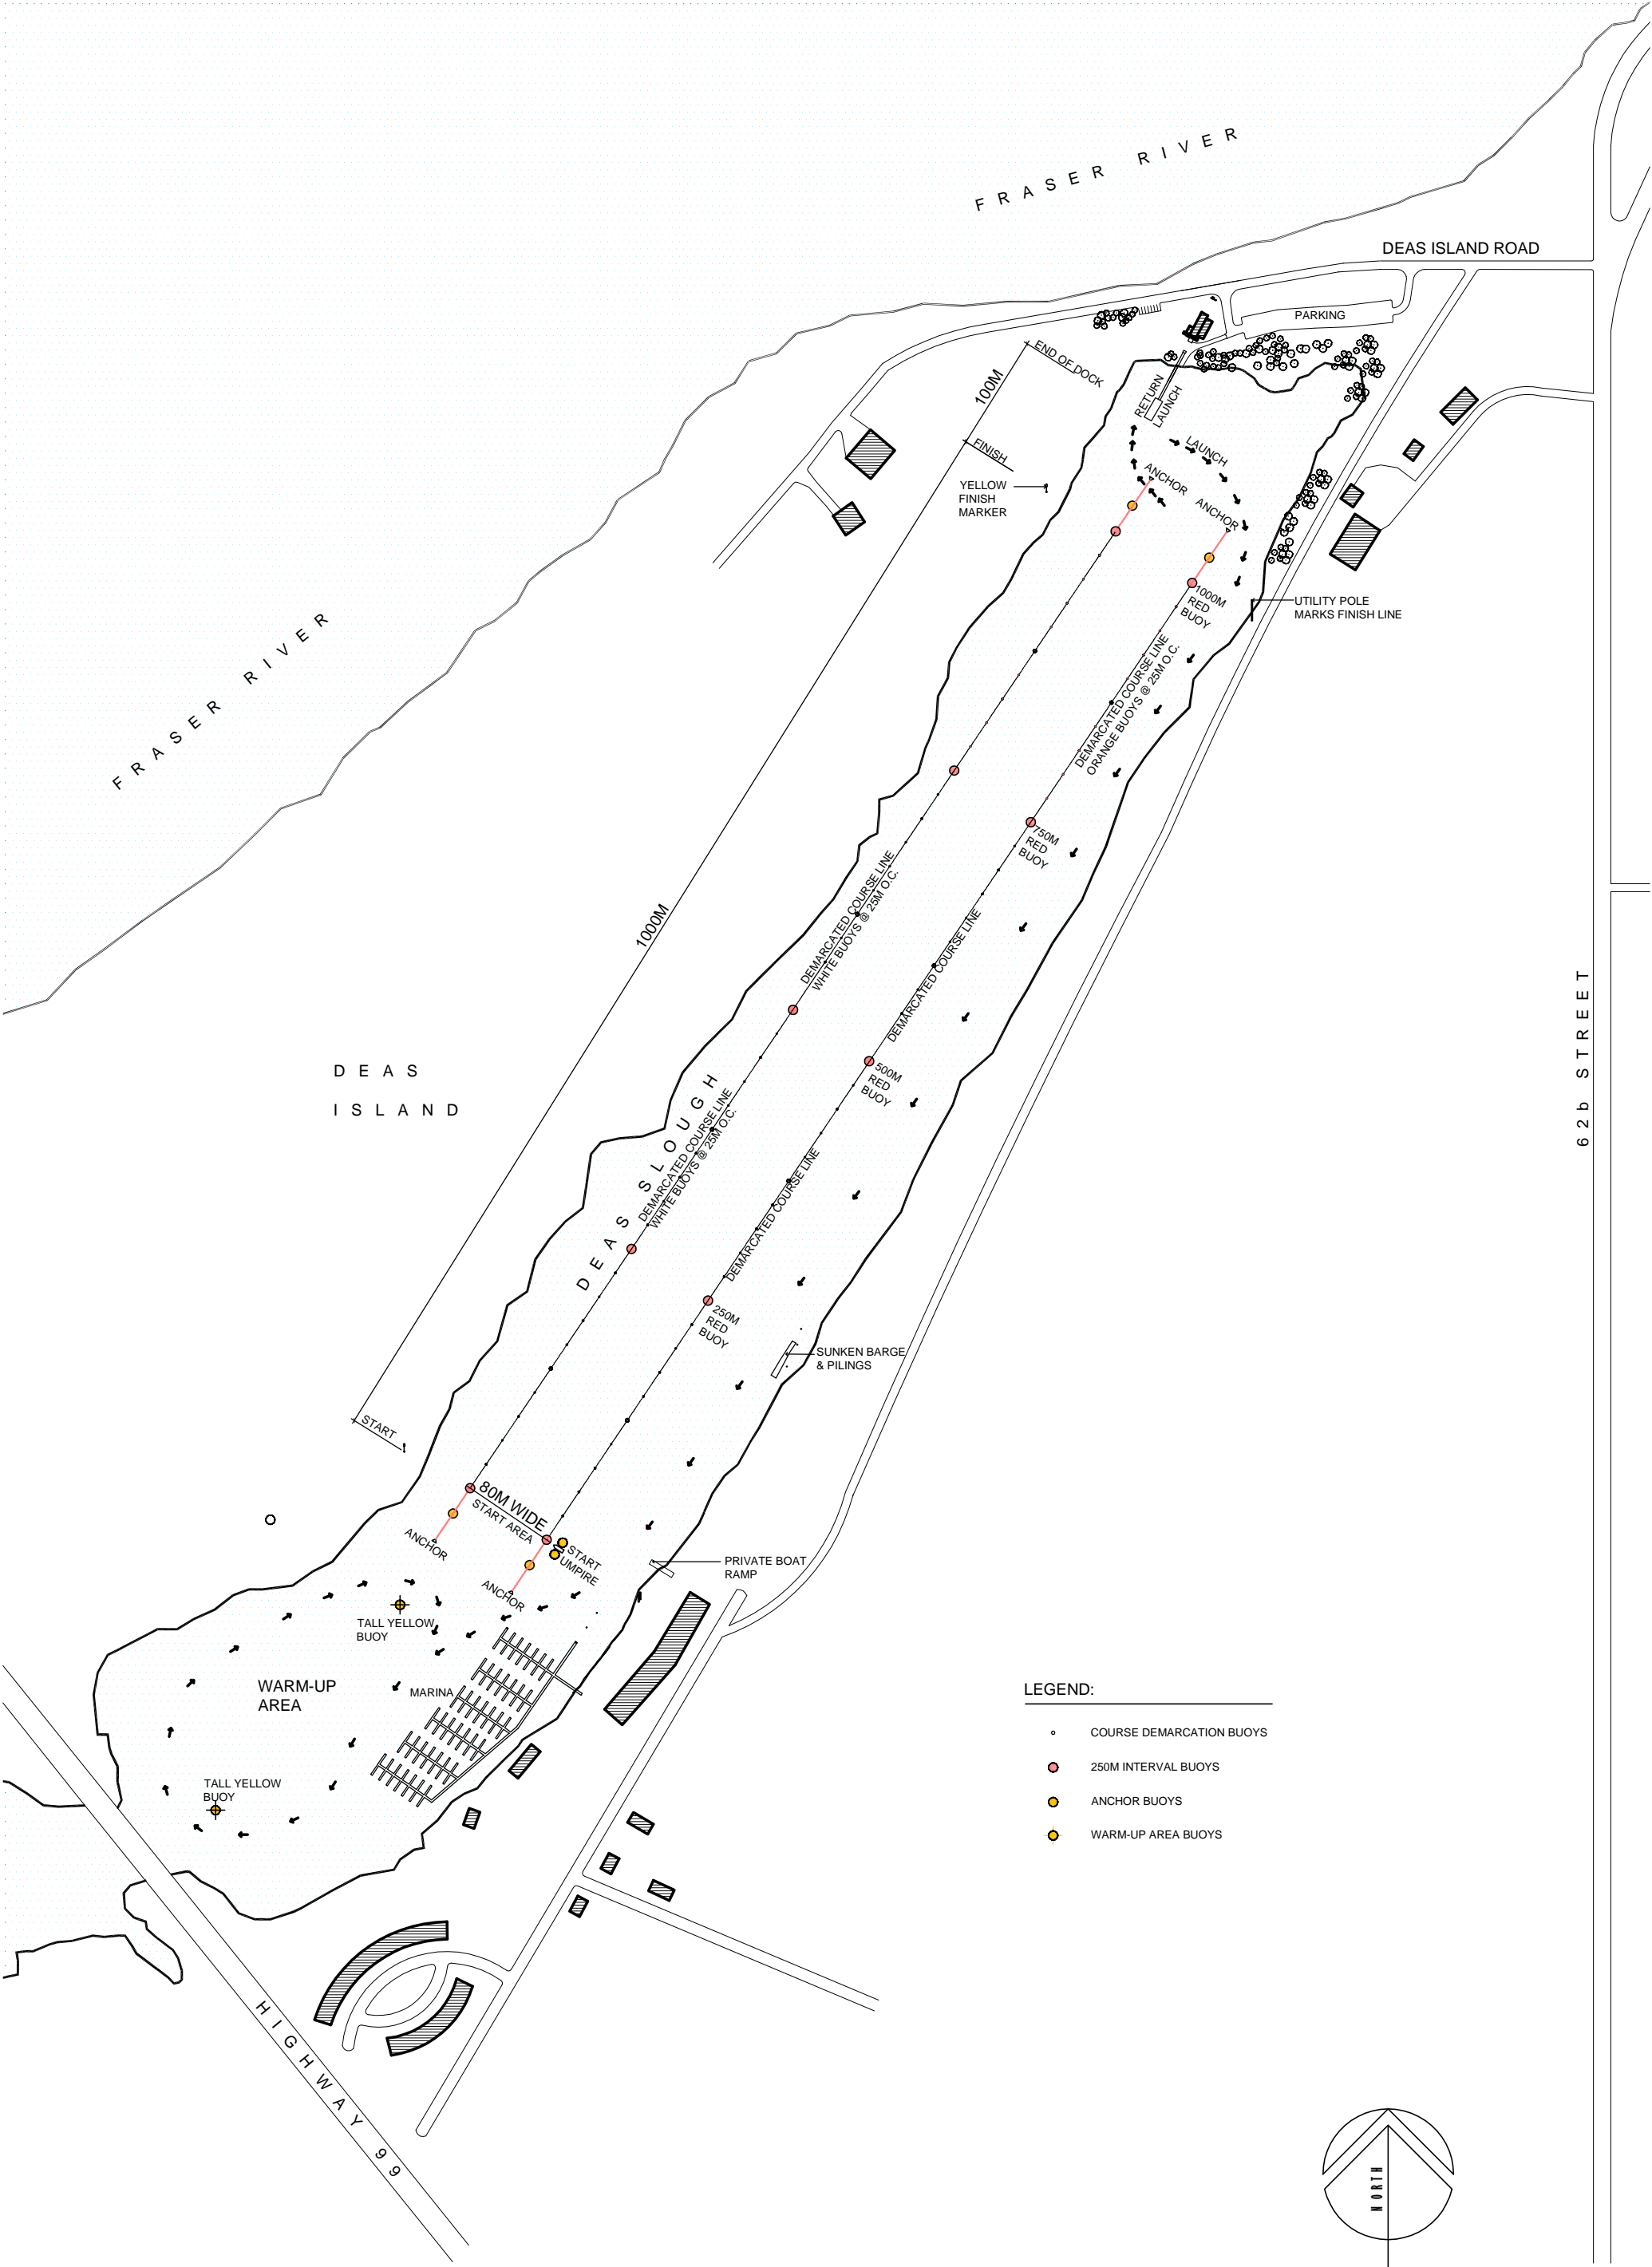 FRASER RIVER
DEAS ISLAND ROAD
PARKING
END OF DOCK
100M
RETURN
LAUNCH
FINISH
LAUNCH
YELLOW
FINISH
MARKER
ANCHOR
ANCHOR
1000M
RED
BUOY
UTILITY POLE
MARKS FINISH LINE
FRASER RIVER
DEMARCATED COURSE LINE
ORANGE BUOYS @ 25M O.C.
750M
RED
BUOY
1000M
DEMARCATED COURSE LINE
WHITE BUOYS @ 25M O.C.
DEMARCATED COURSE LINE
62b STREET
DEAS
ISLAND
500M
RED
BUOY
DEAS SLOUGH
DEMARCATED COURSE LINE
WHITE BUOYS @ 25M O.C.
DEMARCATED COURSE LINE
250M
RED
BUOY
SUNKEN BARGE
& PILINGS
START
80M WIDE
START AREA
ANCHOR
START
UMPIRE
ANCHOR
PRIVATE BOAT
RAMP
TALL YELLOW
BUOY
WARM-UP
AREA
MARINA
TALL YELLOW
BUOY
LEGEND:
COURSE DEMARCATION BUOYS
250M INTERVAL BUOYS
ANCHOR BUOYS
WARM-UP AREA BUOYS
HIGHWAY 99
NORTH